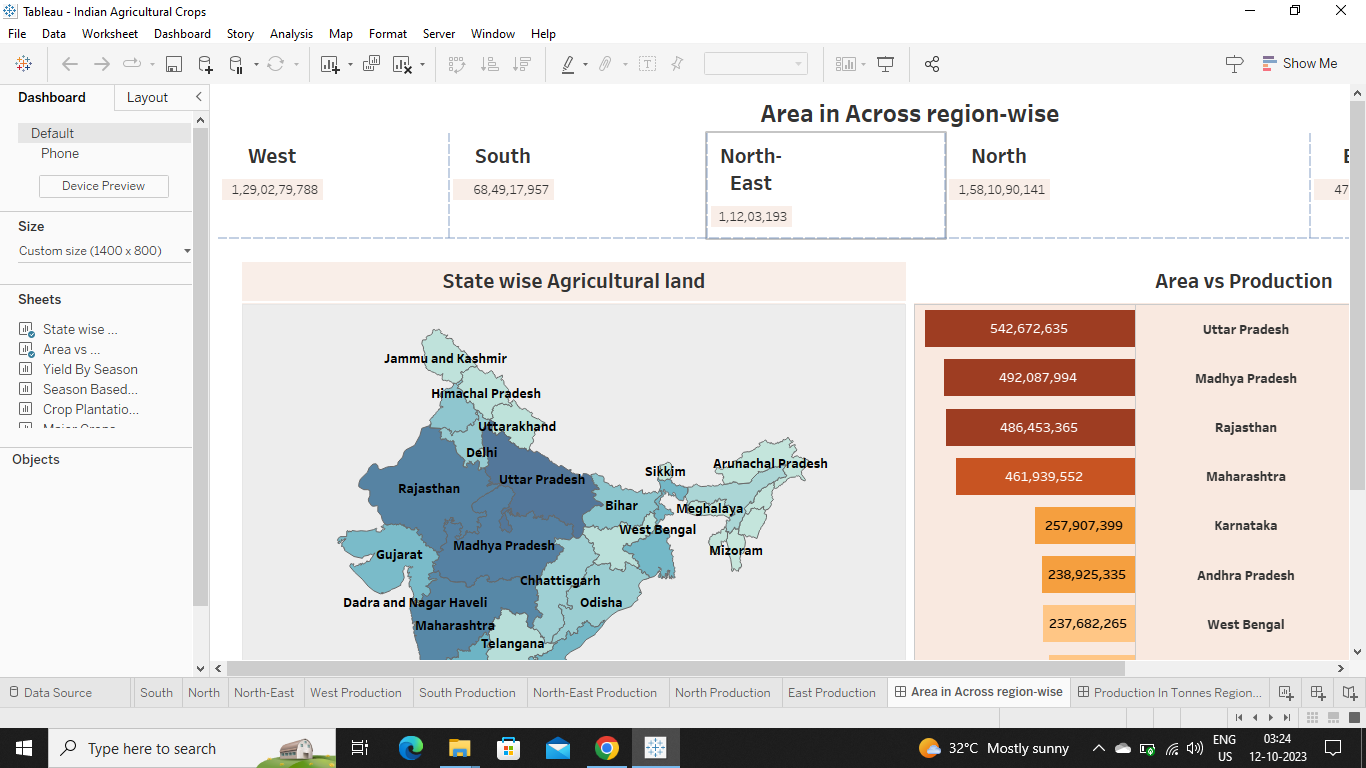 Tableau - Indian Agricultural Crops
File Data Worksheet Dashboard Story Analysis Map Format Server Window Help
Show Me
Dashboard Layout
Default
Phone
Device Preview
Size
Custom size (1400 x 800)
Sheets
State wise ...
Area vs ...
Yield By Season
Season Based...
Crop Plantatio...
Objects
Area in Across region-wise
West
1,29,02,79,788
South
68,49,17,957
North-
East
1,12,03,193
North
1,58,10,90,141
E
47
State wise Agricultural land
Jammu and Kashmir
Himachal Pradesh
Uttarakhand
Delhi
Uttar Pradesh
Rajasthan
Sikkim
Arunachal Pradesh
Bihar
Meghalaya
West Bengal
Madhya Pradesh
Mizoram
Gujarat
Chhattisgarh
Dadra and Nagar Haveli
Odisha
Maharashtra
Telangana
Area vs Production
542,672,635 Uttar Pradesh
492,087,994 Madhya Pradesh
486,453,365 Rajasthan
461,939,552 Maharashtra
257,907,399 Karnataka
238,925,335 Andhra Pradesh
237,682,265 West Bengal
Data Source South North North-East West Production South Production North-East Production North Production East Production Area in Across region-wise Production In Tonnes Region...
Type here to search
32°C Mostly sunny
ENG
US
03:24
12-10-2023